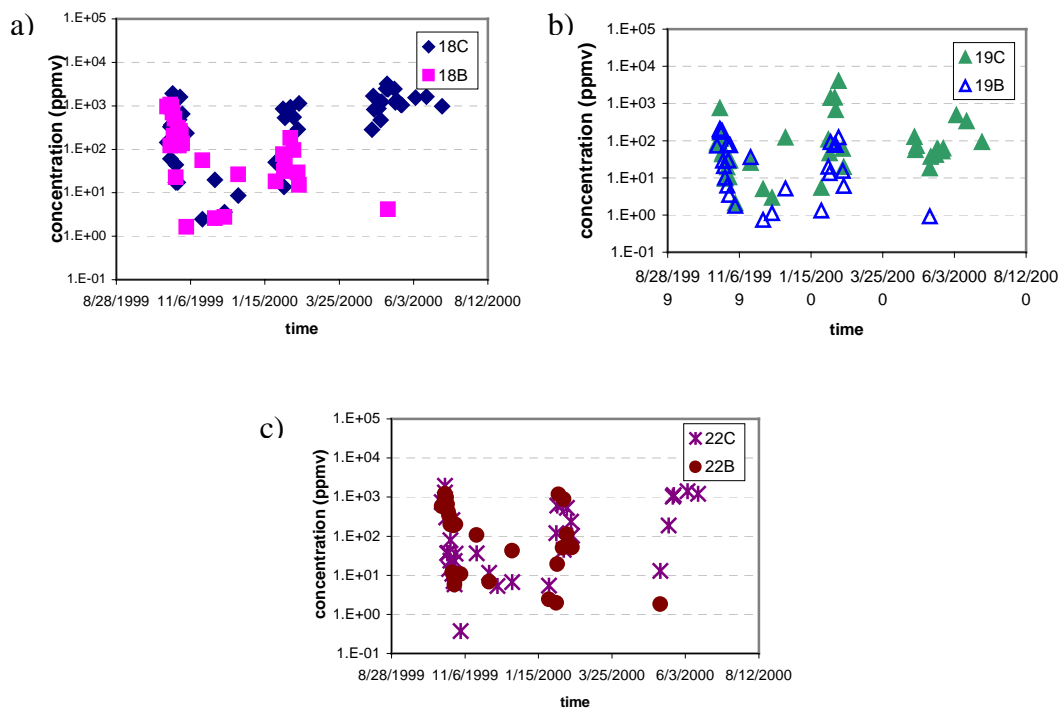 a)
concentration (ppmv)
1.E+05
1.E+04
1.E+03
1.E+02
1.E+01
1.E+00
1.E-01
18C
18B
8/28/1999 11/6/1999 1/15/2000 3/25/2000 6/3/2000 8/12/2000
time
b)
concentration (ppmv)
1.E+05
1.E+04
1.E+03
1.E+02
1.E+01
1.E+00
1.E-01
19C
19B
8/28/199 11/6/199 1/15/200 3/25/200 6/3/2000 8/12/200
9 9 0 0 0
time
c)
concentration (ppmv)
1.E+05
1.E+04
1.E+03
1.E+02
1.E+01
1.E+00
1.E-01
22C
22B
8/28/1999 11/6/1999 1/15/2000 3/25/2000 6/3/2000 8/12/2000
time